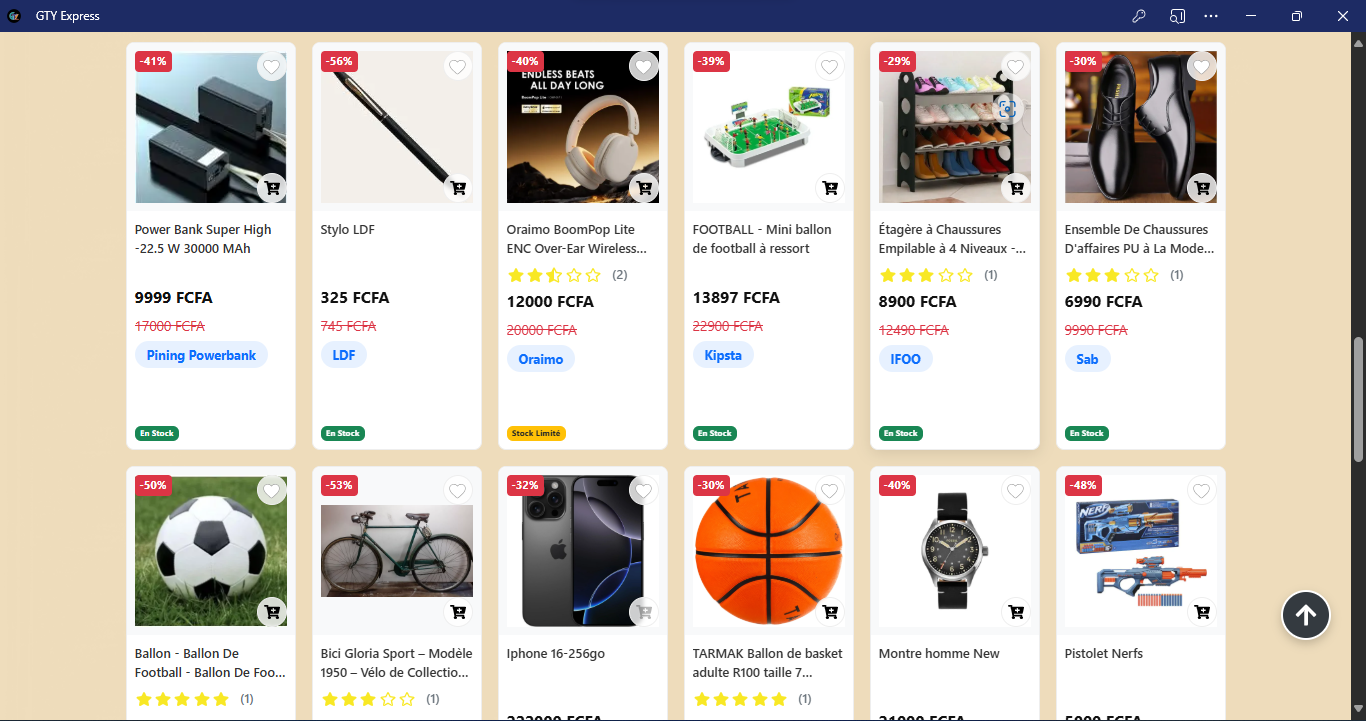 GTY Express
-41%
Power Bank Super High
-22.5 W 30000 MAh
9999 FCFA
17000 FCFA
Pining Powerbank
En Stock
-56%
Stylo LDF
325 FCFA
745 FCFA
LDF
En Stock
-40%
ENDLESS BEATS
ALL DAY LONG
BoomPop Lite
Oraimo BoomPop Lite
ENC Over-Ear Wireless...
(2)
12000 FCFA
20000 FCFA
Oraimo
Stock Limité
-39%
FOOTBALL - Mini ballon
de football à ressort
13897 FCFA
22900 FCFA
Kipsta
En Stock
-29%
Étagère à Chaussures
Empilable à 4 Niveaux -...
(1)
8900 FCFA
12490 FCFA
IFOO
En Stock
-30%
Ensemble De Chaussures
D'affaires PU à La Mode...
(1)
6990 FCFA
9990 FCFA
Sab
En Stock
-50%
Ballon - Ballon De
Football - Ballon De Foo...
(1)
-53%
Bici Gloria Sport – Modèle
1950 – Vélo de Collectio...
(1)
-32%
Iphone 16-256go
-30%
TARMAK Ballon de basket
adulte R100 taille 7...
(1)
-40%
Montre homme New
21000 FCFA
-48%
NERF
Pistolet Nerfs
5000 FCFA